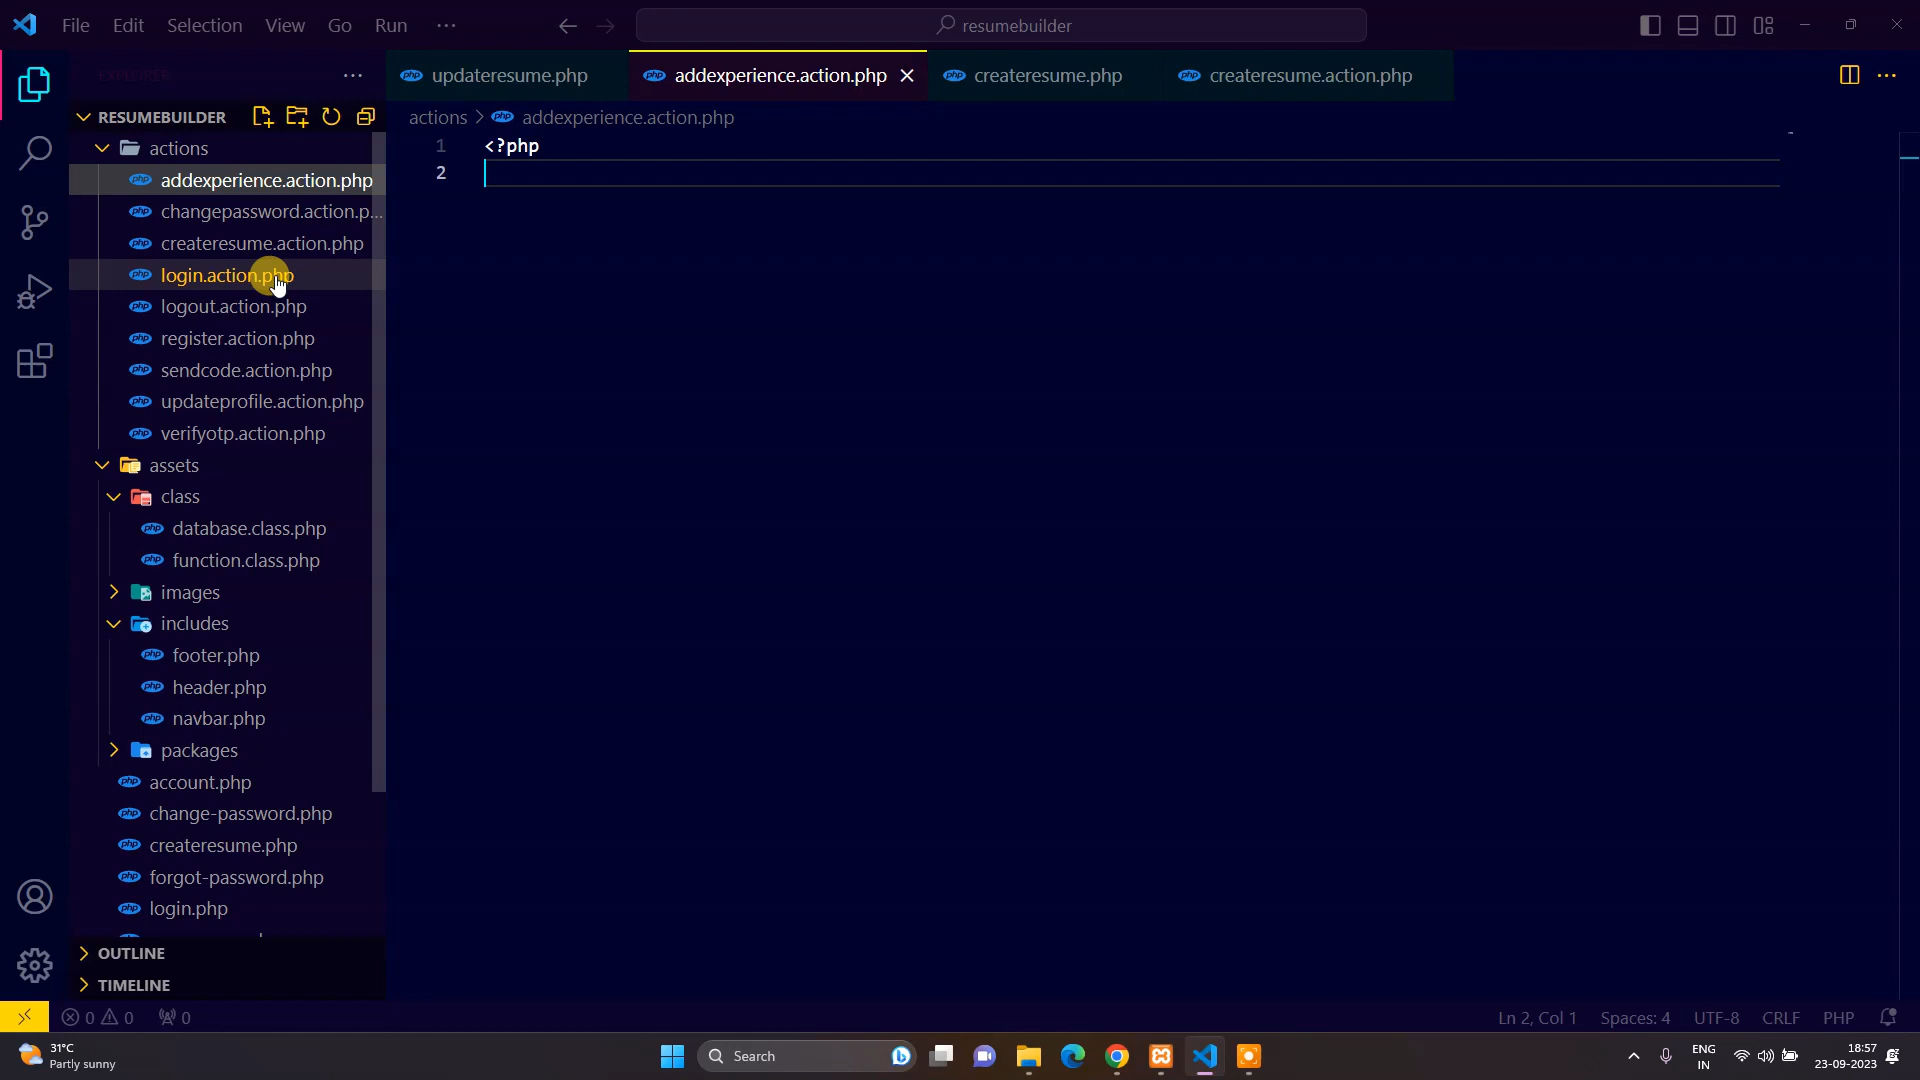 File Edit Selection View Go Run ···
resumebuilder
EXPLORER
updateresume.php
addexperience.action.php
createresume.php
createresume.action.php
RESUMEBUILDER
actions > addexperience.action.php
actions
addexperience.action.php
changepassword.action.p...
createresume.action.php
login.action.php
logout.action.php
register.action.php
sendcode.action.php
updateprofile.action.php
verifyotp.action.php
assets
class
database.class.php
function.class.php
images
includes
footer.php
header.php
navbar.php
packages
account.php
change-password.php
createresume.php
forgot-password.php
login.php
OUTLINE
TIMELINE
1 <?php
2
0 0 0
Ln 2, Col 1 Spaces: 4 UTF-8 CRLF PHP
31°C
Partly sunny
Search
ENG
IN
18:57
23-09-2023